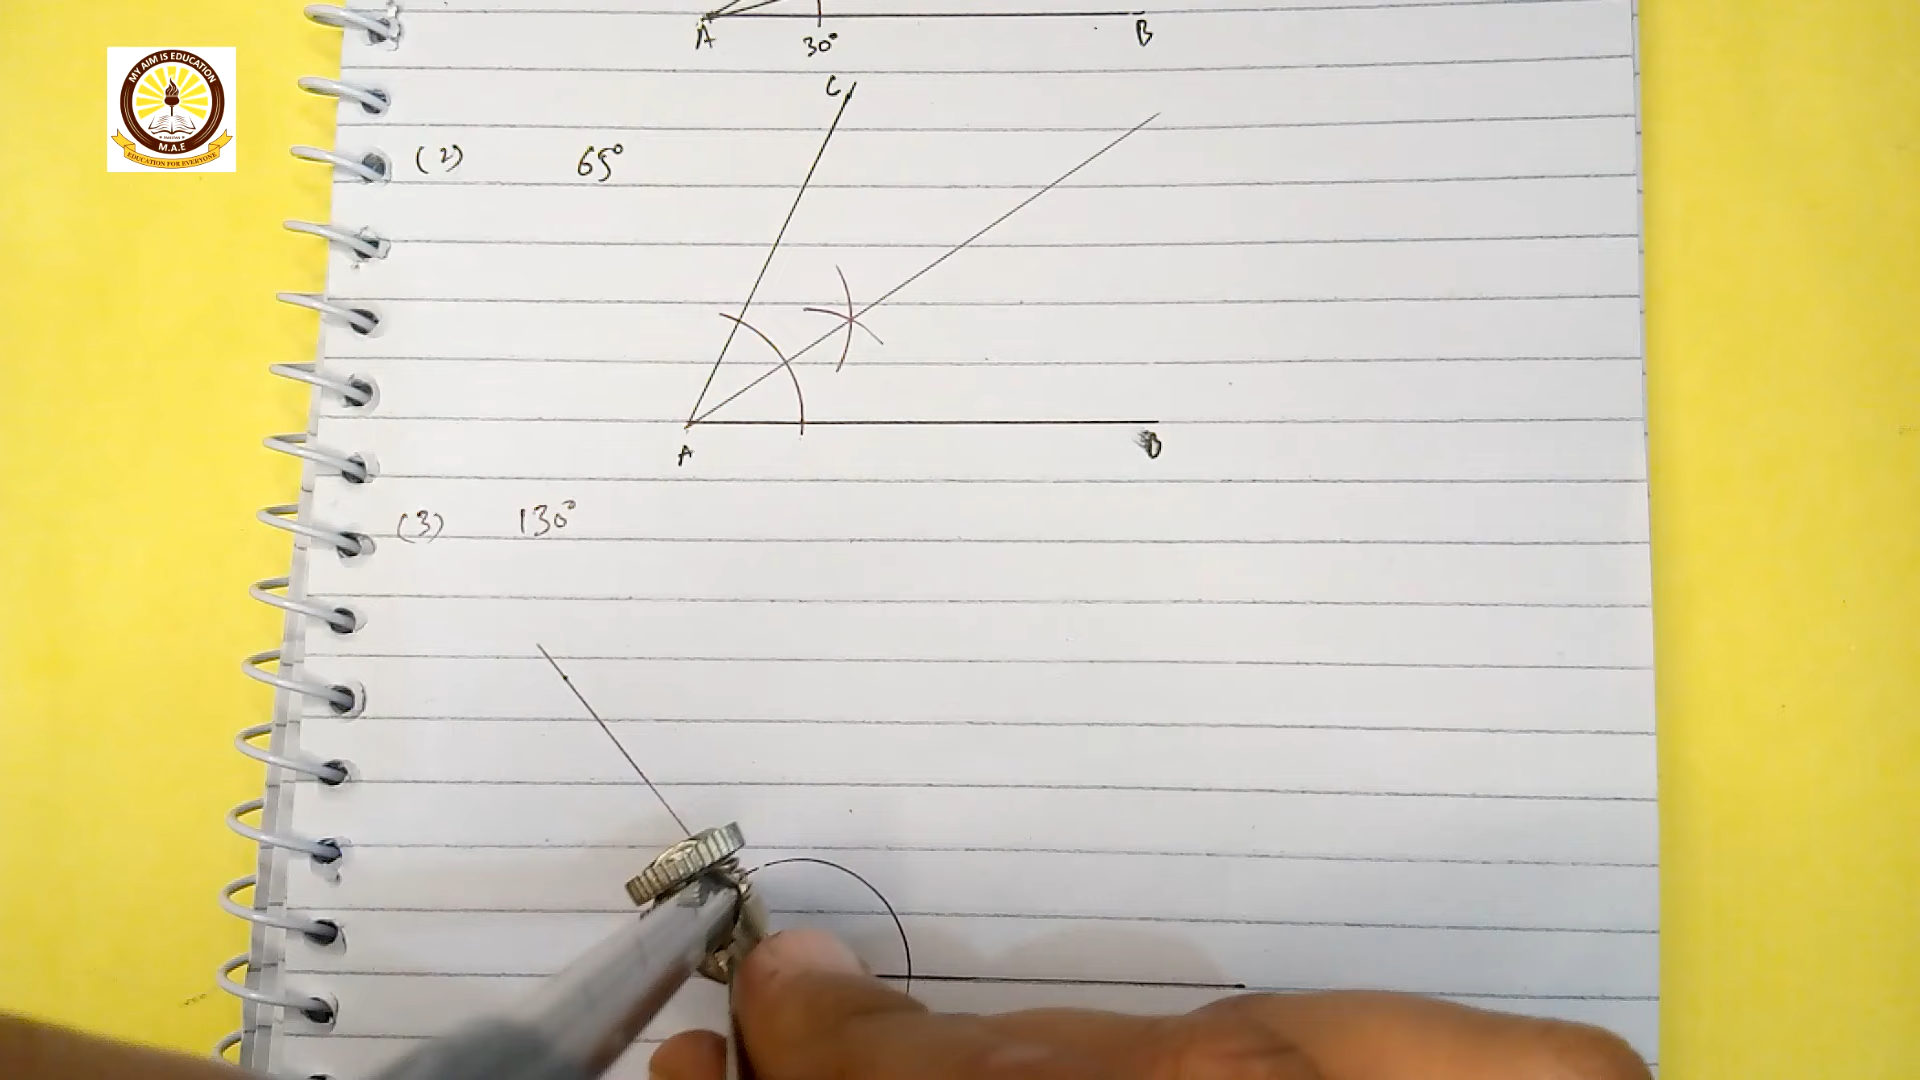 MY AIM IS EDUCATION
M.A.E
EDUCATION FOR EVERYONE
A 30° B
C
(2) 65°
A B
(3) 130°